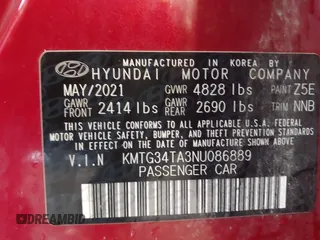 MANUFACTURED IN KOREA BY
HYUNDAI MOTOR COMPANY
MAY/2021 GVWR 4828 lbs PAINT Z5E
GAWR FRONT 2414 lbs GAWR REAR 2690 lbs TRIM NNB
THIS VEHICLE CONFORMS TO ALL APPLICABLE U.S.A. FEDERAL
MOTOR VEHICLE SAFETY, BUMPER, AND THEFT PREVENTION
STANDARDS IN EFFECT ON THE DATE OF MANUFACTURE SHOWN ABOVE.
V.I.N KMTG34TA3NU086889
PASSENGER CAR
DREAMBID